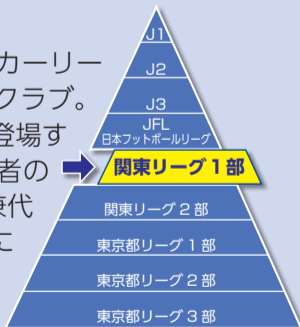 カーリー
クラブ。
登場す
者の
兼代
に
J1
J2
J3
JFL
日本フットボールリーグ
関東リーグ1部
関東リーグ2部
東京都リーグ1部
東京都リーグ2部
東京都リーグ3部